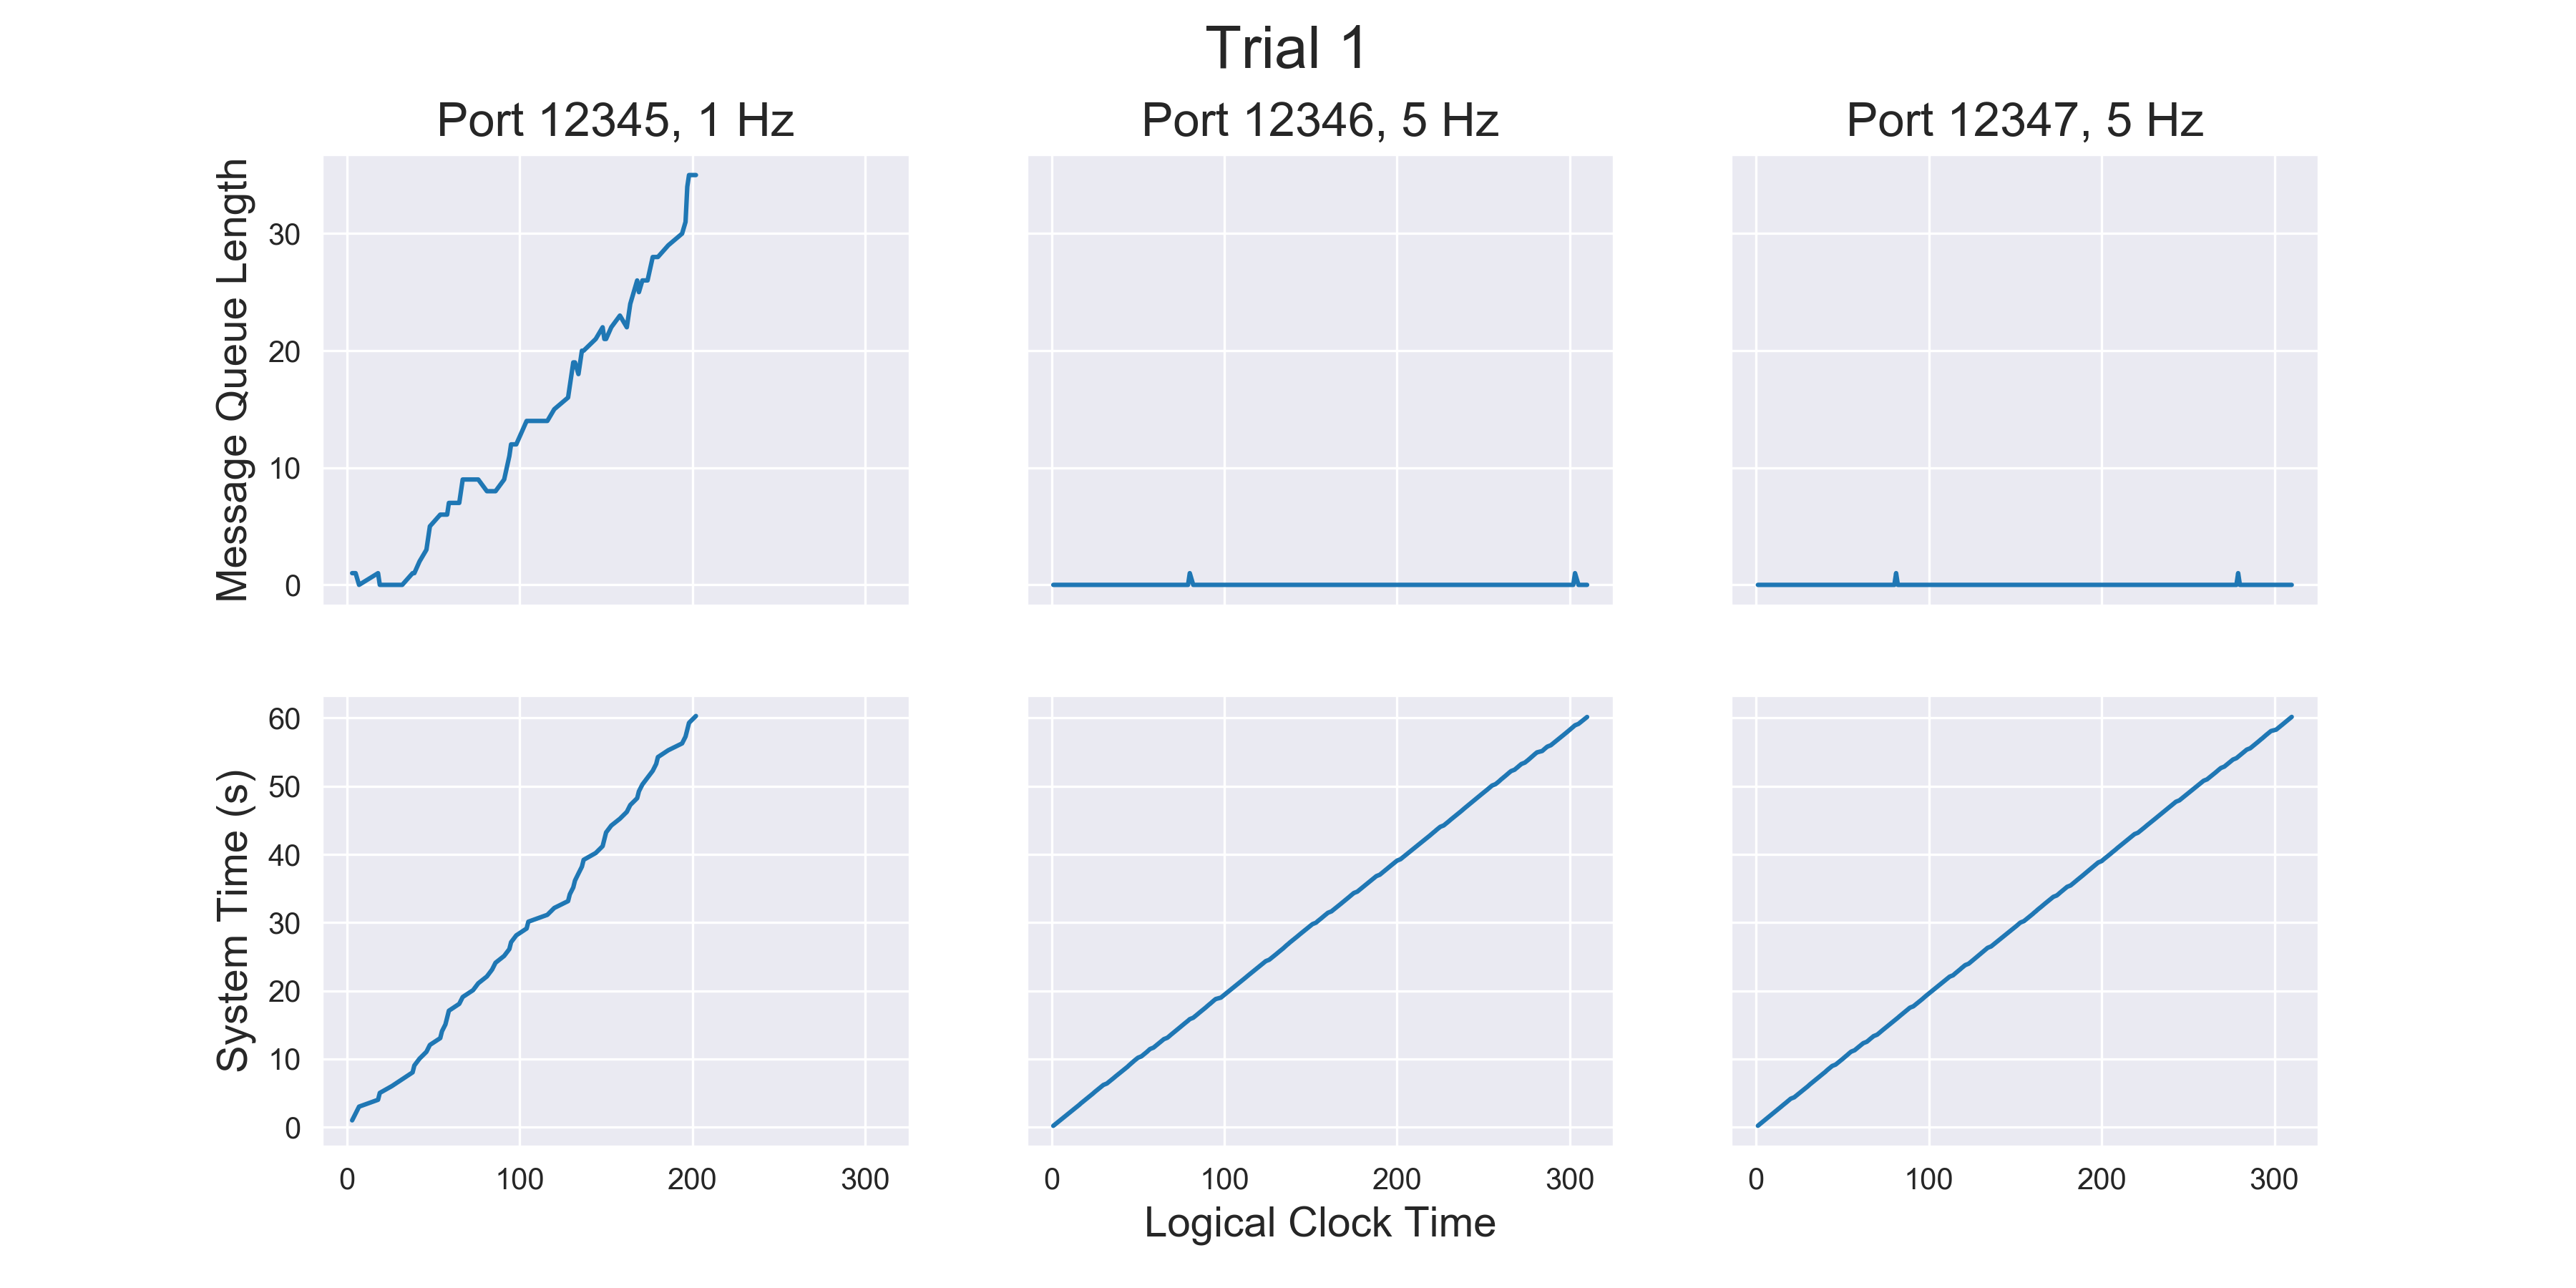 Trial 1
Port 12345, 1 Hz
Port 12346, 5 Hz
Port 12347, 5 Hz
Message Queue Length
30
20
10
0
System Time (s)
60
50
40
30
20
10
0
0 100 200 300
0 100 200 300
0 100 200 300
Logical Clock Time